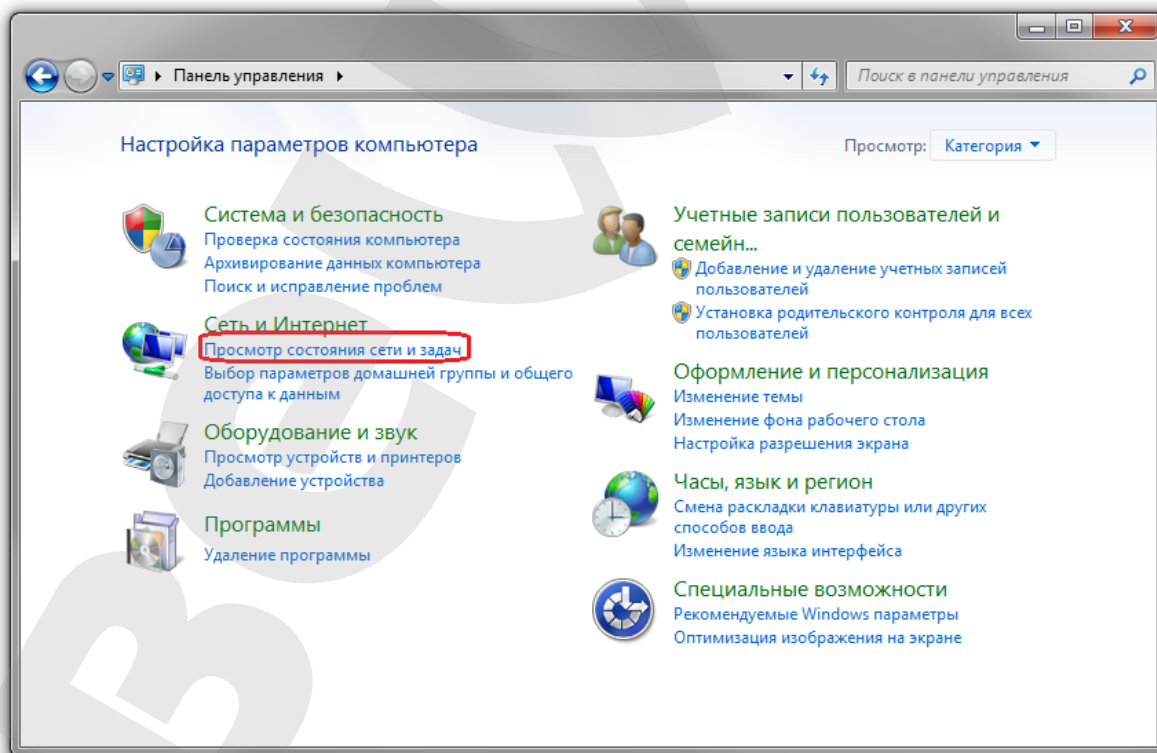 Панель управления
Поиск в панели управления
Настройка параметров компьютера
Просмотр: Категория
Система и безопасность
Проверка состояния компьютера
Архивирование данных компьютера
Поиск и исправление проблем
Сеть и Интернет
Просмотр состояния сети и задач
Выбор параметров домашней группы и общего
доступа к данным
Оборудование и звук
Просмотр устройств и принтеров
Добавление устройства
Программы
Удаление программы
Учетные записи пользователей и
семейн...
Добавление и удаление учетных записей
пользователей
Установка родительского контроля для всех
пользователей
Оформление и персонализация
Изменение темы
Изменение фона рабочего стола
Настройка разрешения экрана
Часы, язык и регион
Смена раскладки клавиатуры или других
способов ввода
Изменение языка интерфейса
Специальные возможности
Рекомендуемые Windows параметры
Оптимизация изображения на экране